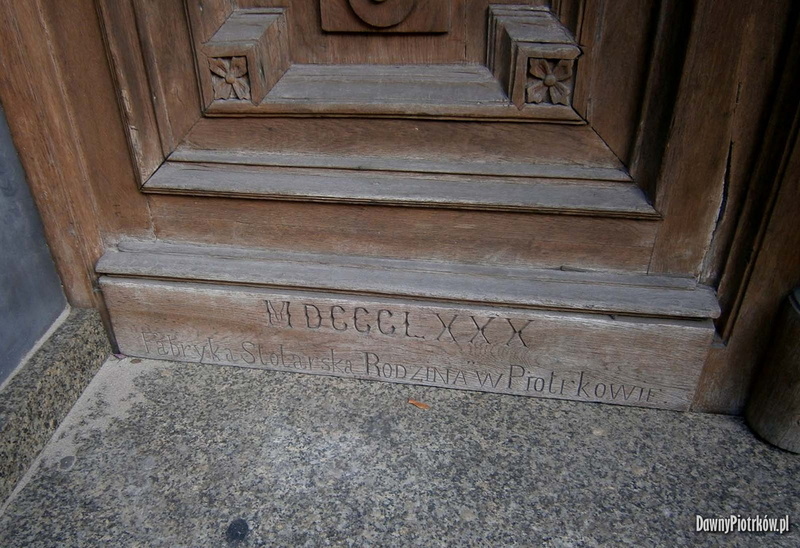 MDCCCLXXX
Fabryka Stolarska RODZINA w Piotrkowie.
DawnyPiotrków.pl